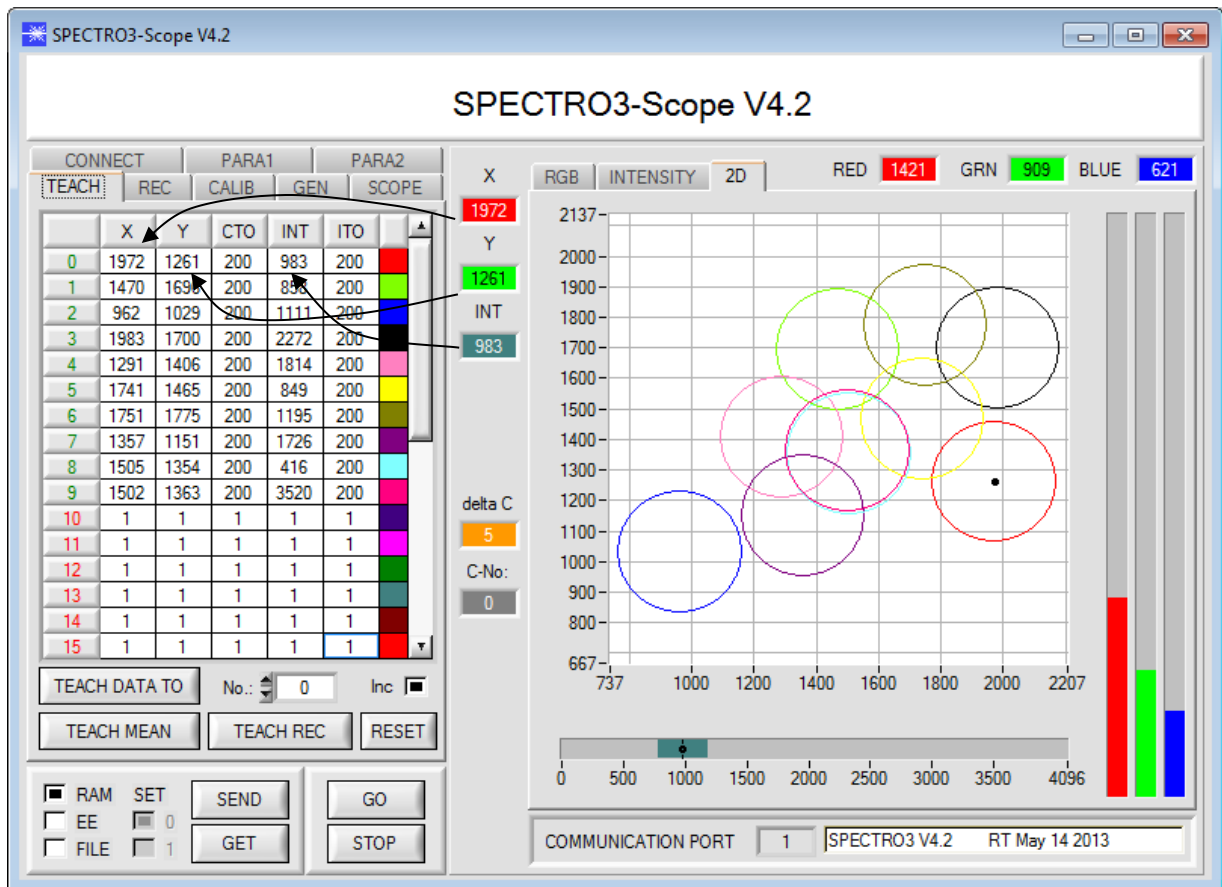 SPECTRO3-Scope V4.2
SPECTRO3-Scope V4.2
CONNECT PARA1 PARA2
TEACH REC CALIB GEN SCOPE
X Y CTO INT ITO
0 1972 1261 200 983 200
1 1470 1696 200 858 200
2 962 1029 200 1111 200
3 1983 1700 200 2272 200
4 1291 1406 200 1814 200
5 1741 1465 200 849 200
6 1751 1775 200 1195 200
7 1357 1151 200 1726 200
8 1505 1354 200 416 200
9 1502 1363 200 3520 200
10 1 1 1 1 1
11 1 1 1 1 1
12 1 1 1 1 1
13 1 1 1 1 1
14 1 1 1 1 1
15 1 1 1 1 1
TEACH DATA TO No.: 0 Inc
TEACH MEAN TEACH REC RESET
RAM SET SEND GO
EE 0
FILE 1 GET STOP
X
1972
Y
1261
INT
983
delta C
5
C-No:
0
RGB INTENSITY 2D RED 1421 GRN 909 BLUE 621
2137
2000
1900
1800
1700
1600
1500
1400
1300
1200
1100
1000
900
800
667
737 1000 1200 1400 1600 1800 2000 2207
0 500 1000 1500 2000 2500 3000 3500 4096
COMMUNICATION PORT 1 SPECTRO3 V4.2 RT May 14 2013